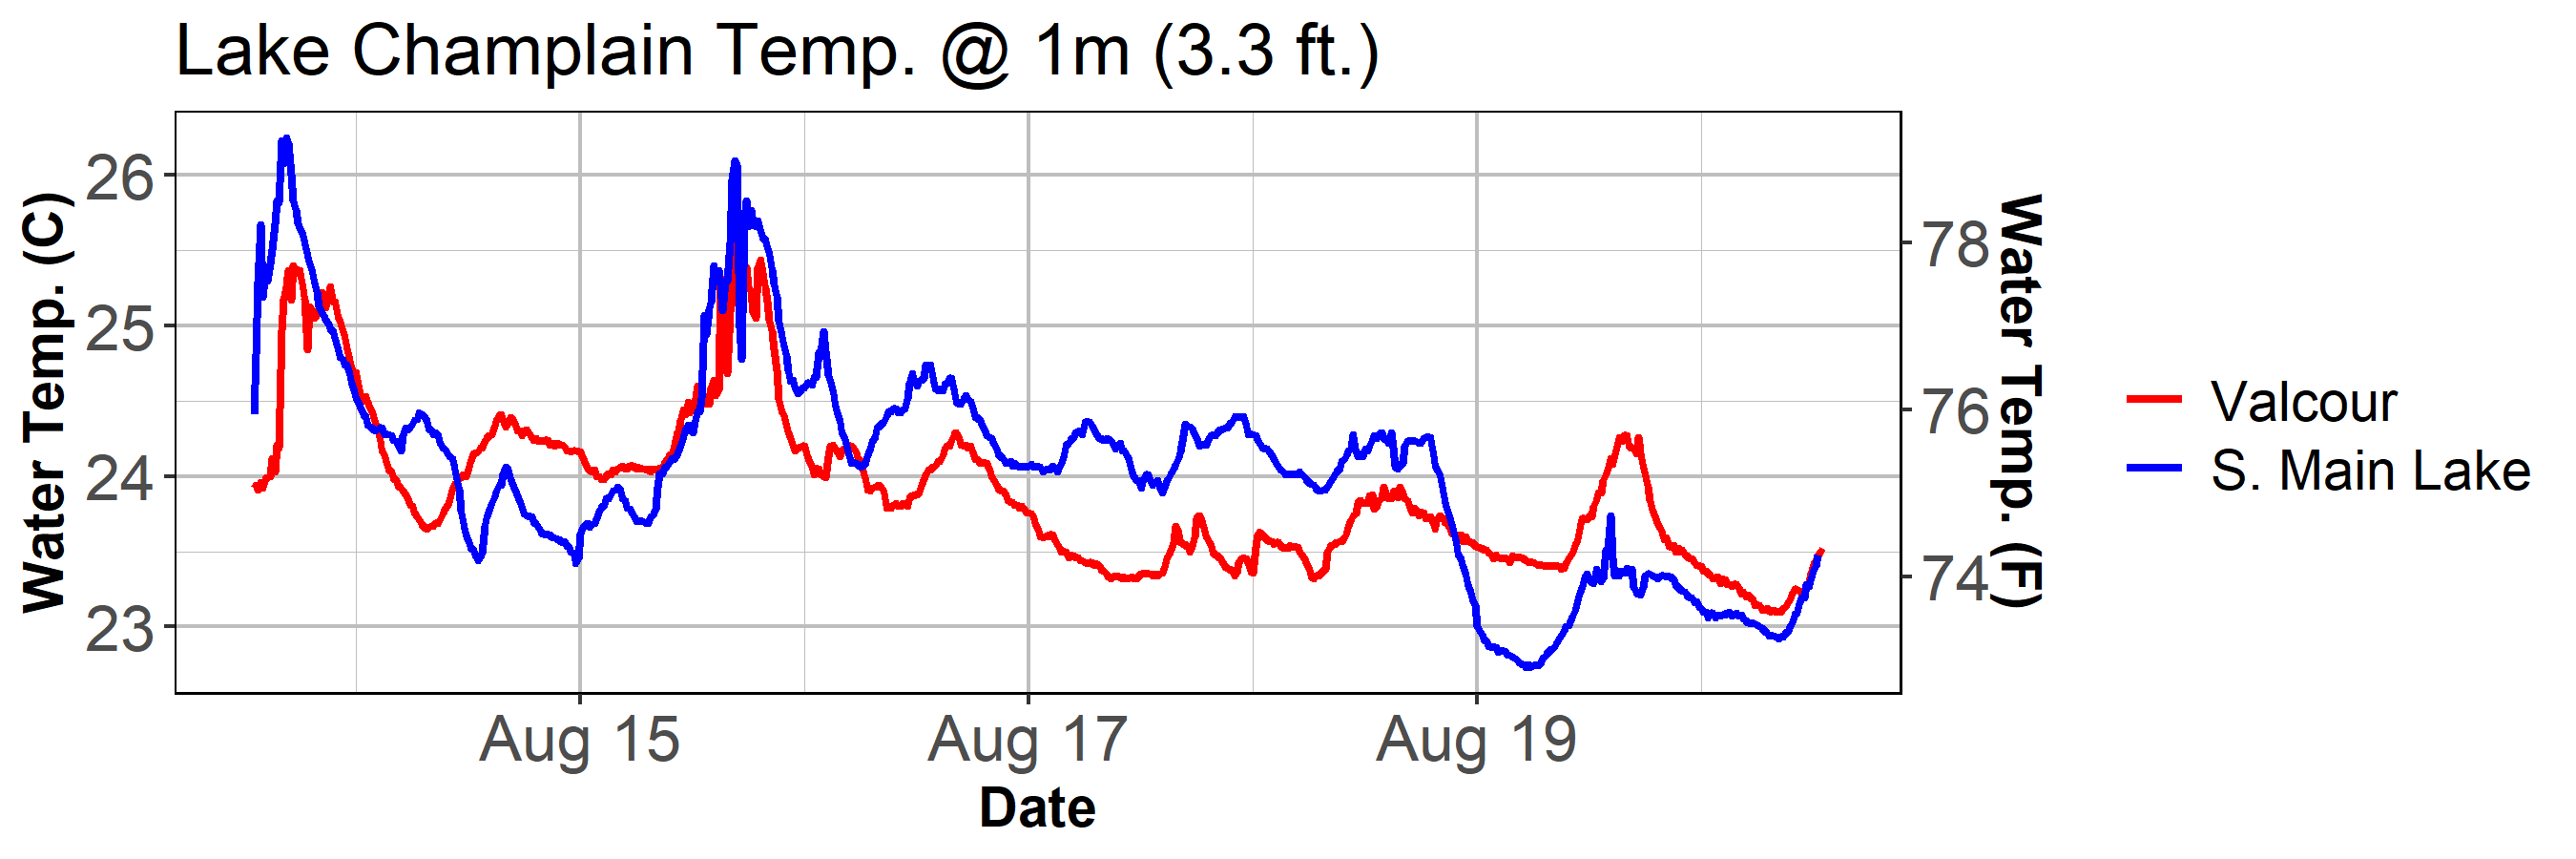 Lake Champlain Temp. @ 1m (3.3 ft.)
Water Temp. (C)
26
25
24
23
78
76
74
Water Temp. (F)
Aug 15
Aug 17
Aug 19
Date
Valcour
S. Main Lake